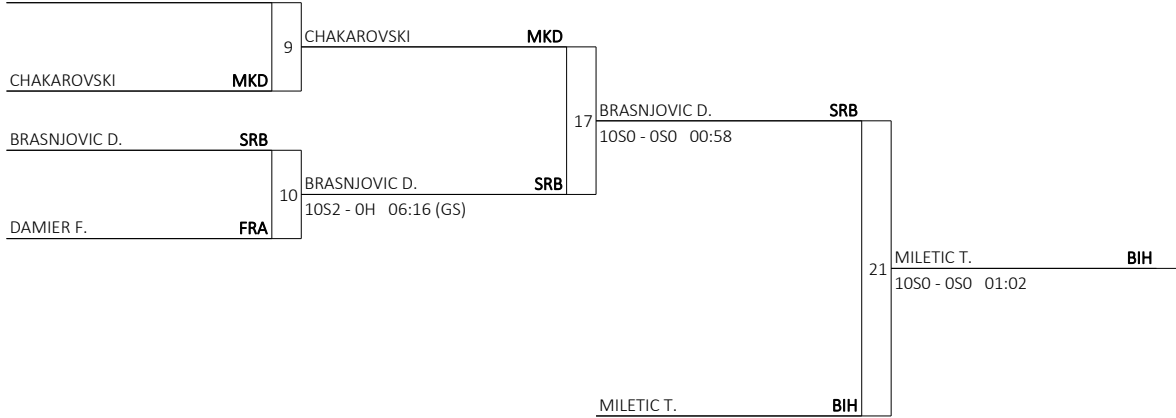 CHAKAROVSKI MKD
9
CHAKAROVSKI MKD
BRASNJOVIC D. SRB
10
DAMIER F. FRA
BRASNJOVIC D. SRB
10S2 - 0H 06:16 (GS)
17
BRASNJOVIC D. SRB
10S0 - 0S0 00:58
MILETIC T. BIH
21
MILETIC T. BIH
10S0 - 0S0 01:02